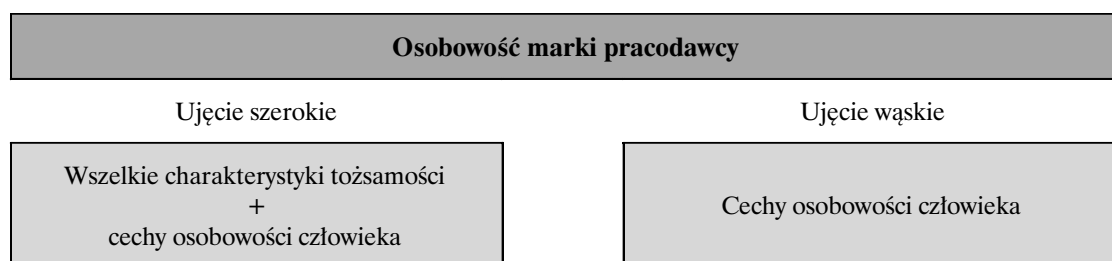 Osobowość marki pracodawcy
Ujęcie szerokie
Ujęcie wąskie
Wszelkie charakterystyki tożsamości
+
cechy osobowości człowieka
Cechy osobowości człowieka